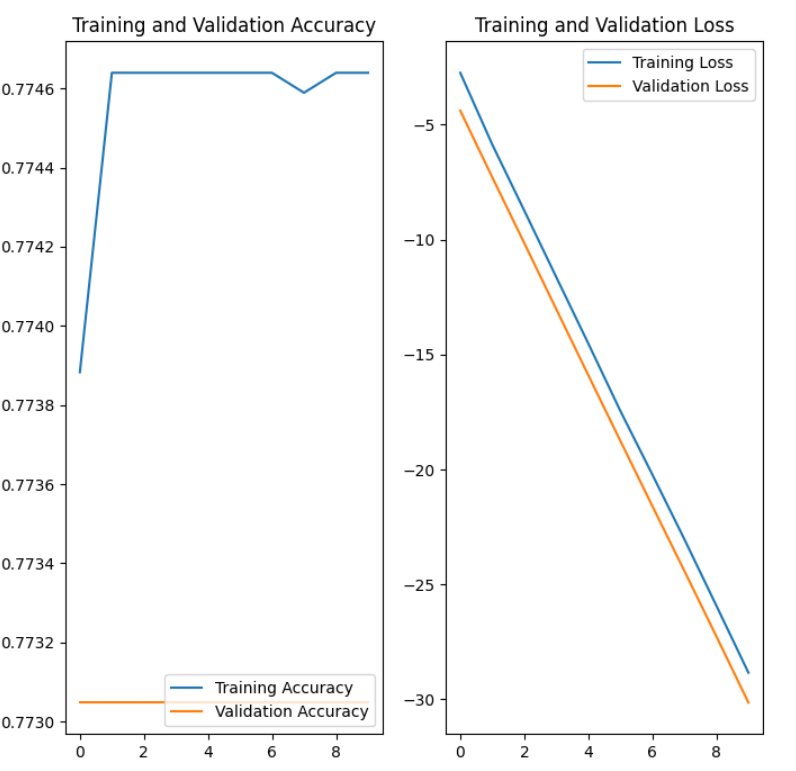 Training and Validation Accuracy
0.7746
0.7744
0.7742
0.7740
0.7738
0.7736
0.7734
0.7732
0.7730
Training Accuracy
Validation Accuracy
0 2 4 6 8
Training and Validation Loss
Training Loss
Validation Loss
−5
−10
−15
−20
−25
−30
0 2 4 6 8